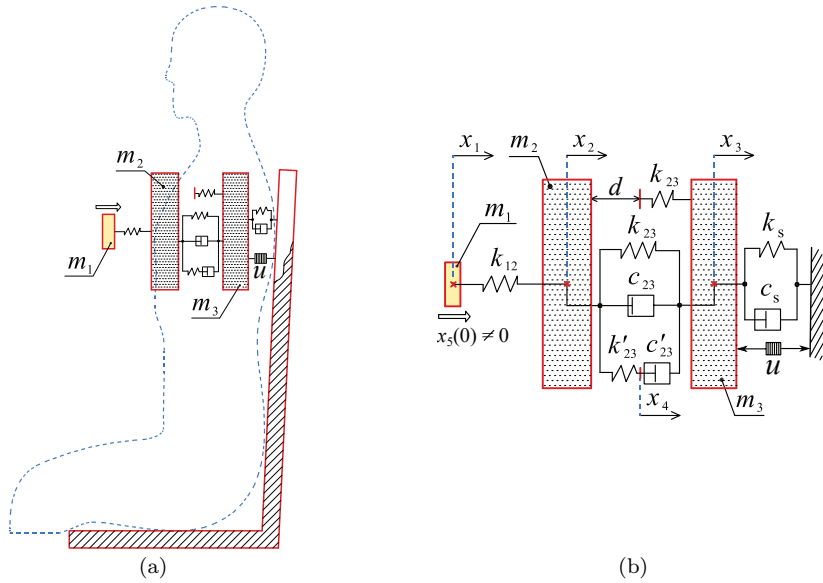 m₂
m₁
m₃
u
(a)
x₁
m₂
x₂
x₃
d
k₂₃
m₁
k₂₃
kₛ
k₁₂
c₂₃
cₛ
x₅(0) ≠ 0
k′₂₃
c′₂₃
u
x₄
m₃
(b)